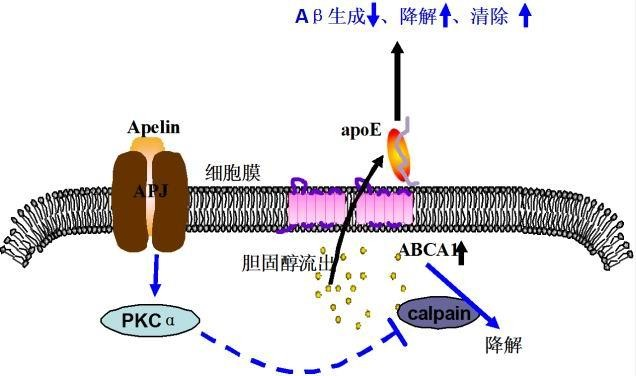 Aβ生成↓、降解↑、清除↑
Apelin
apoE
APJ
细胞膜
胆固醇流出
ABCA1↑
PKCα
calpain
降解